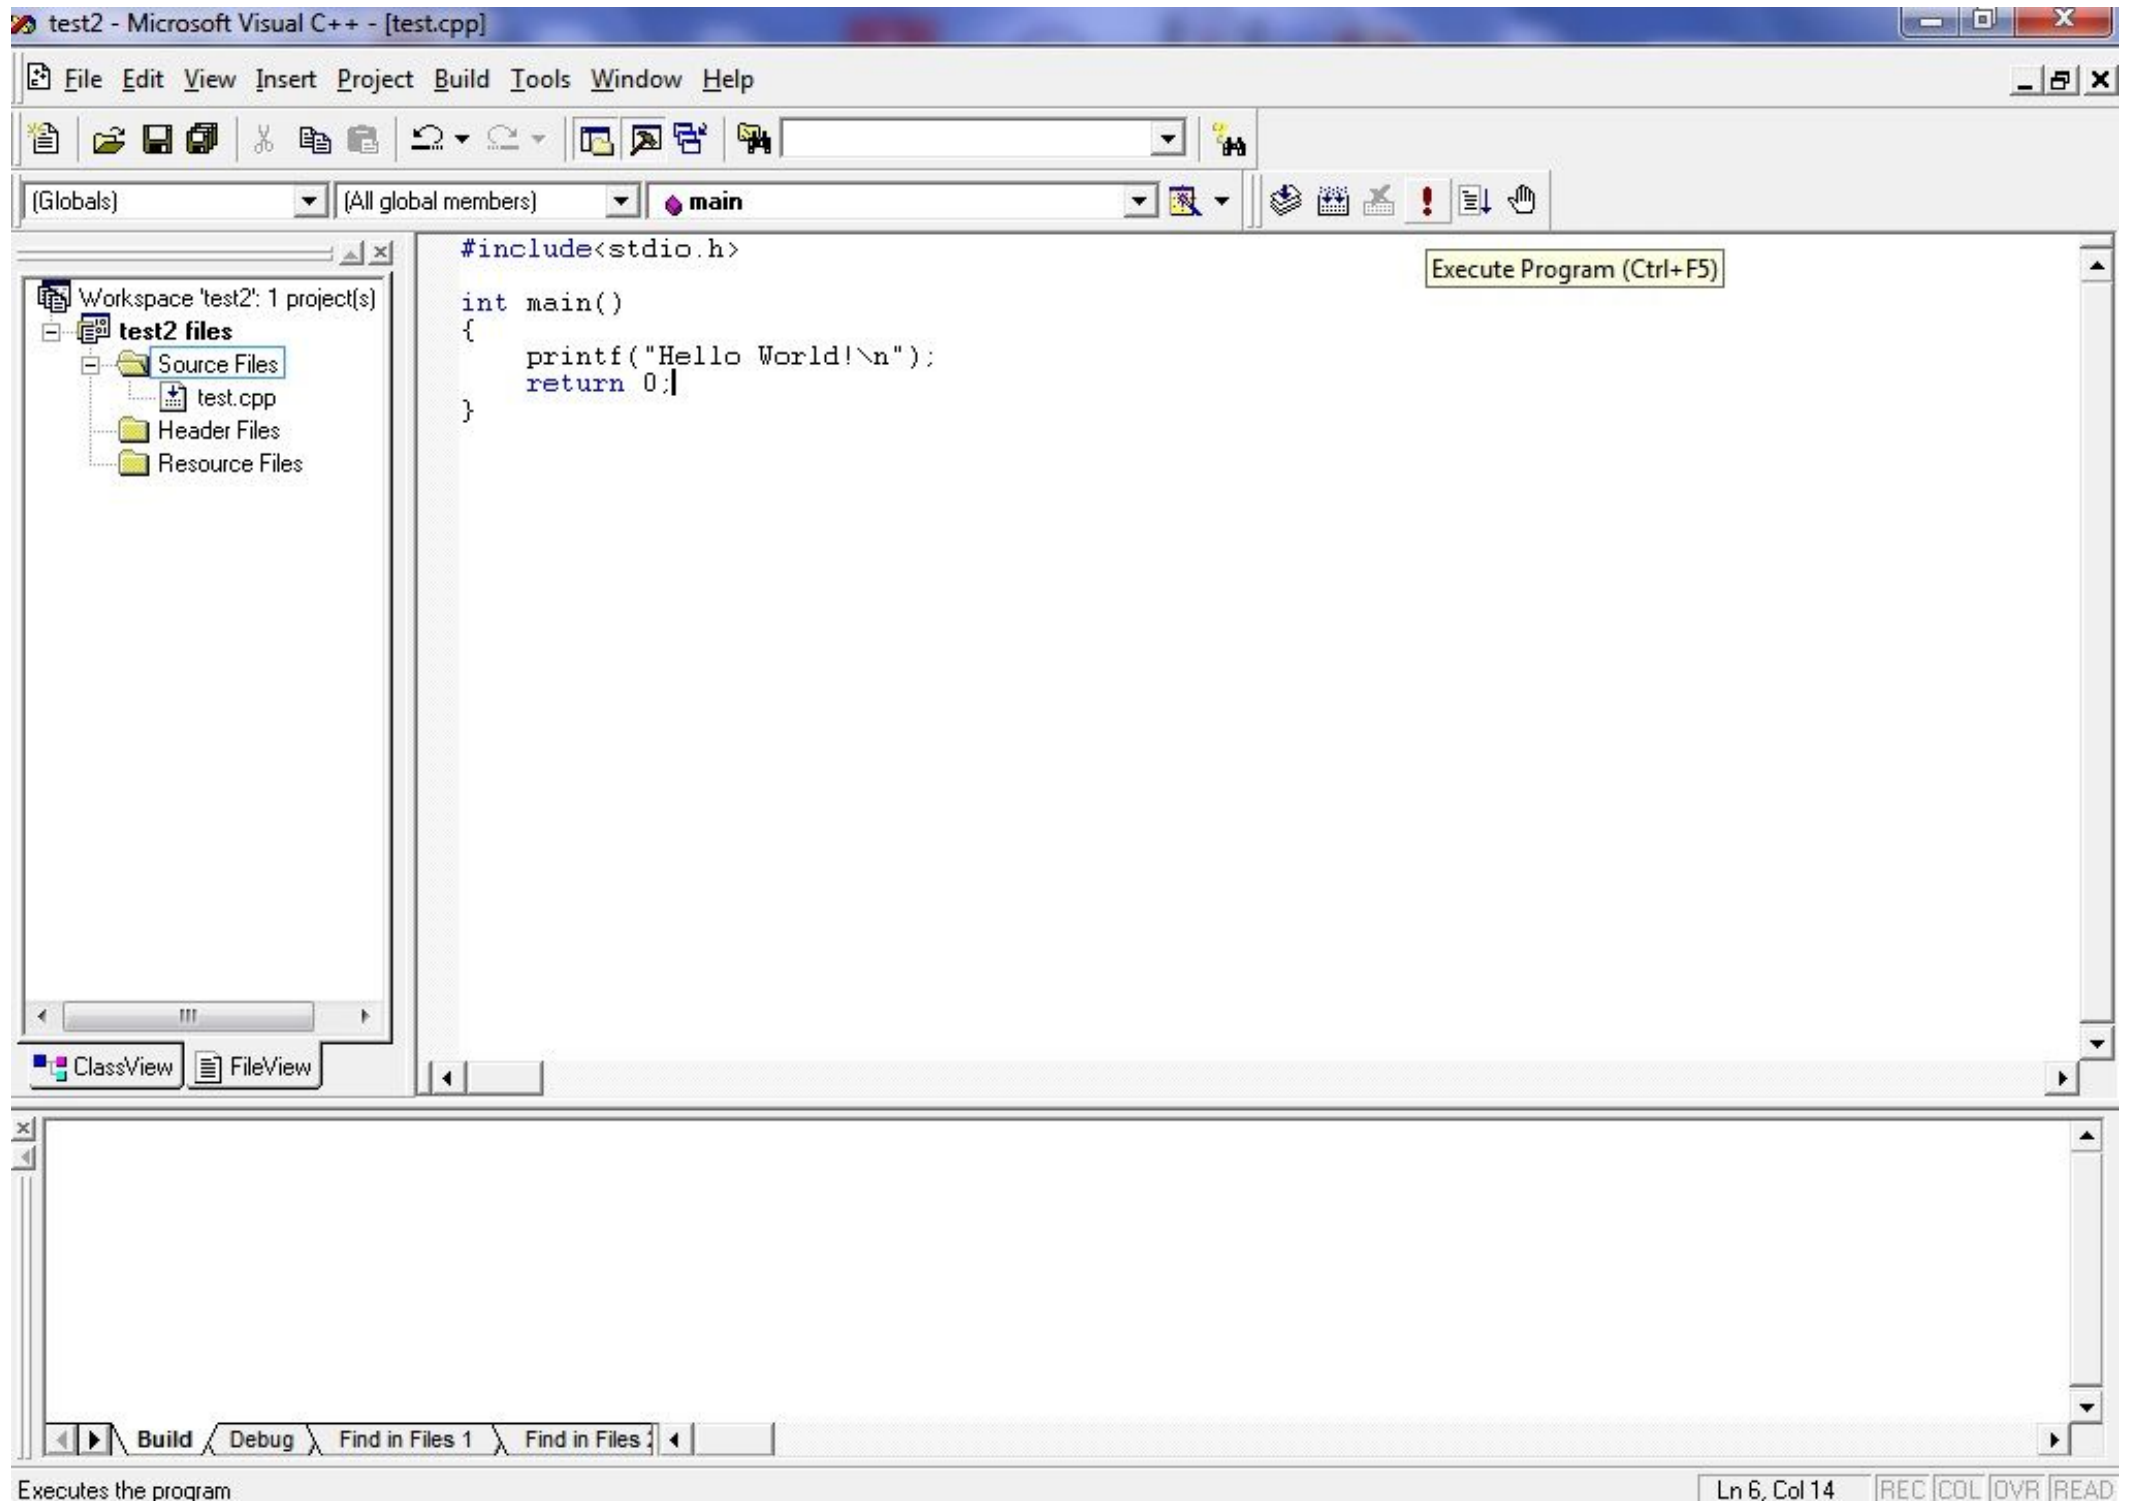 test2 - Microsoft Visual C++ - [test.cpp]
File Edit View Insert Project Build Tools Window Help
(Globals) (All global members) main
Execute Program (Ctrl+F5)
Workspace 'test2': 1 project(s)
test2 files
Source Files
test.cpp
Header Files
Resource Files
ClassView FileView
#include<stdio.h>
int main()
{
printf("Hello World!\n");
return 0;
}
Build Debug Find in Files 1 Find in Files
Executes the program Ln 6, Col 14 REC COL OVR READ